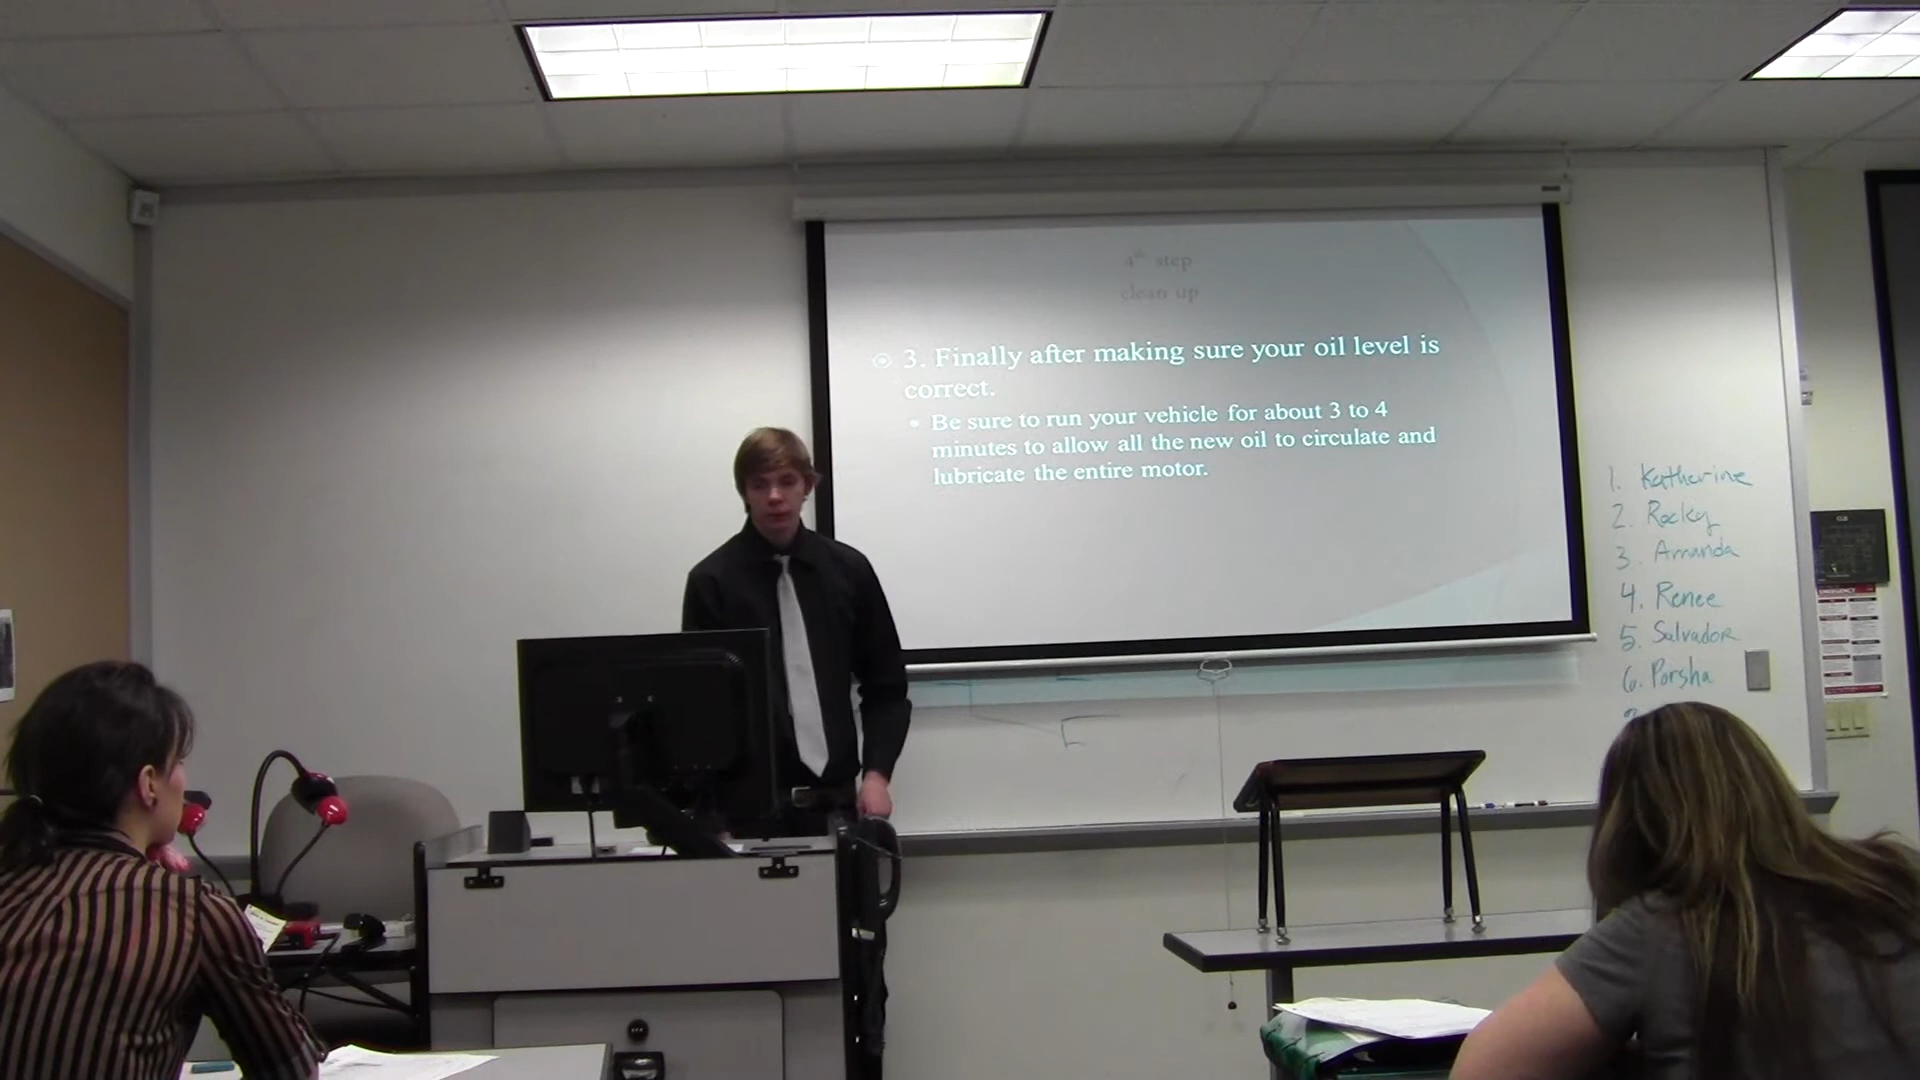 4th step
clean up
3. Finally after making sure your oil level is
correct.
Be sure to run your vehicle for about 3 to 4
minutes to allow all the new oil to circulate and
lubricate the entire motor.
1. Katherine
2. Rocky
3. Amanda
4. Renee
5. Salvador
6. Porsha
EMERGENCY